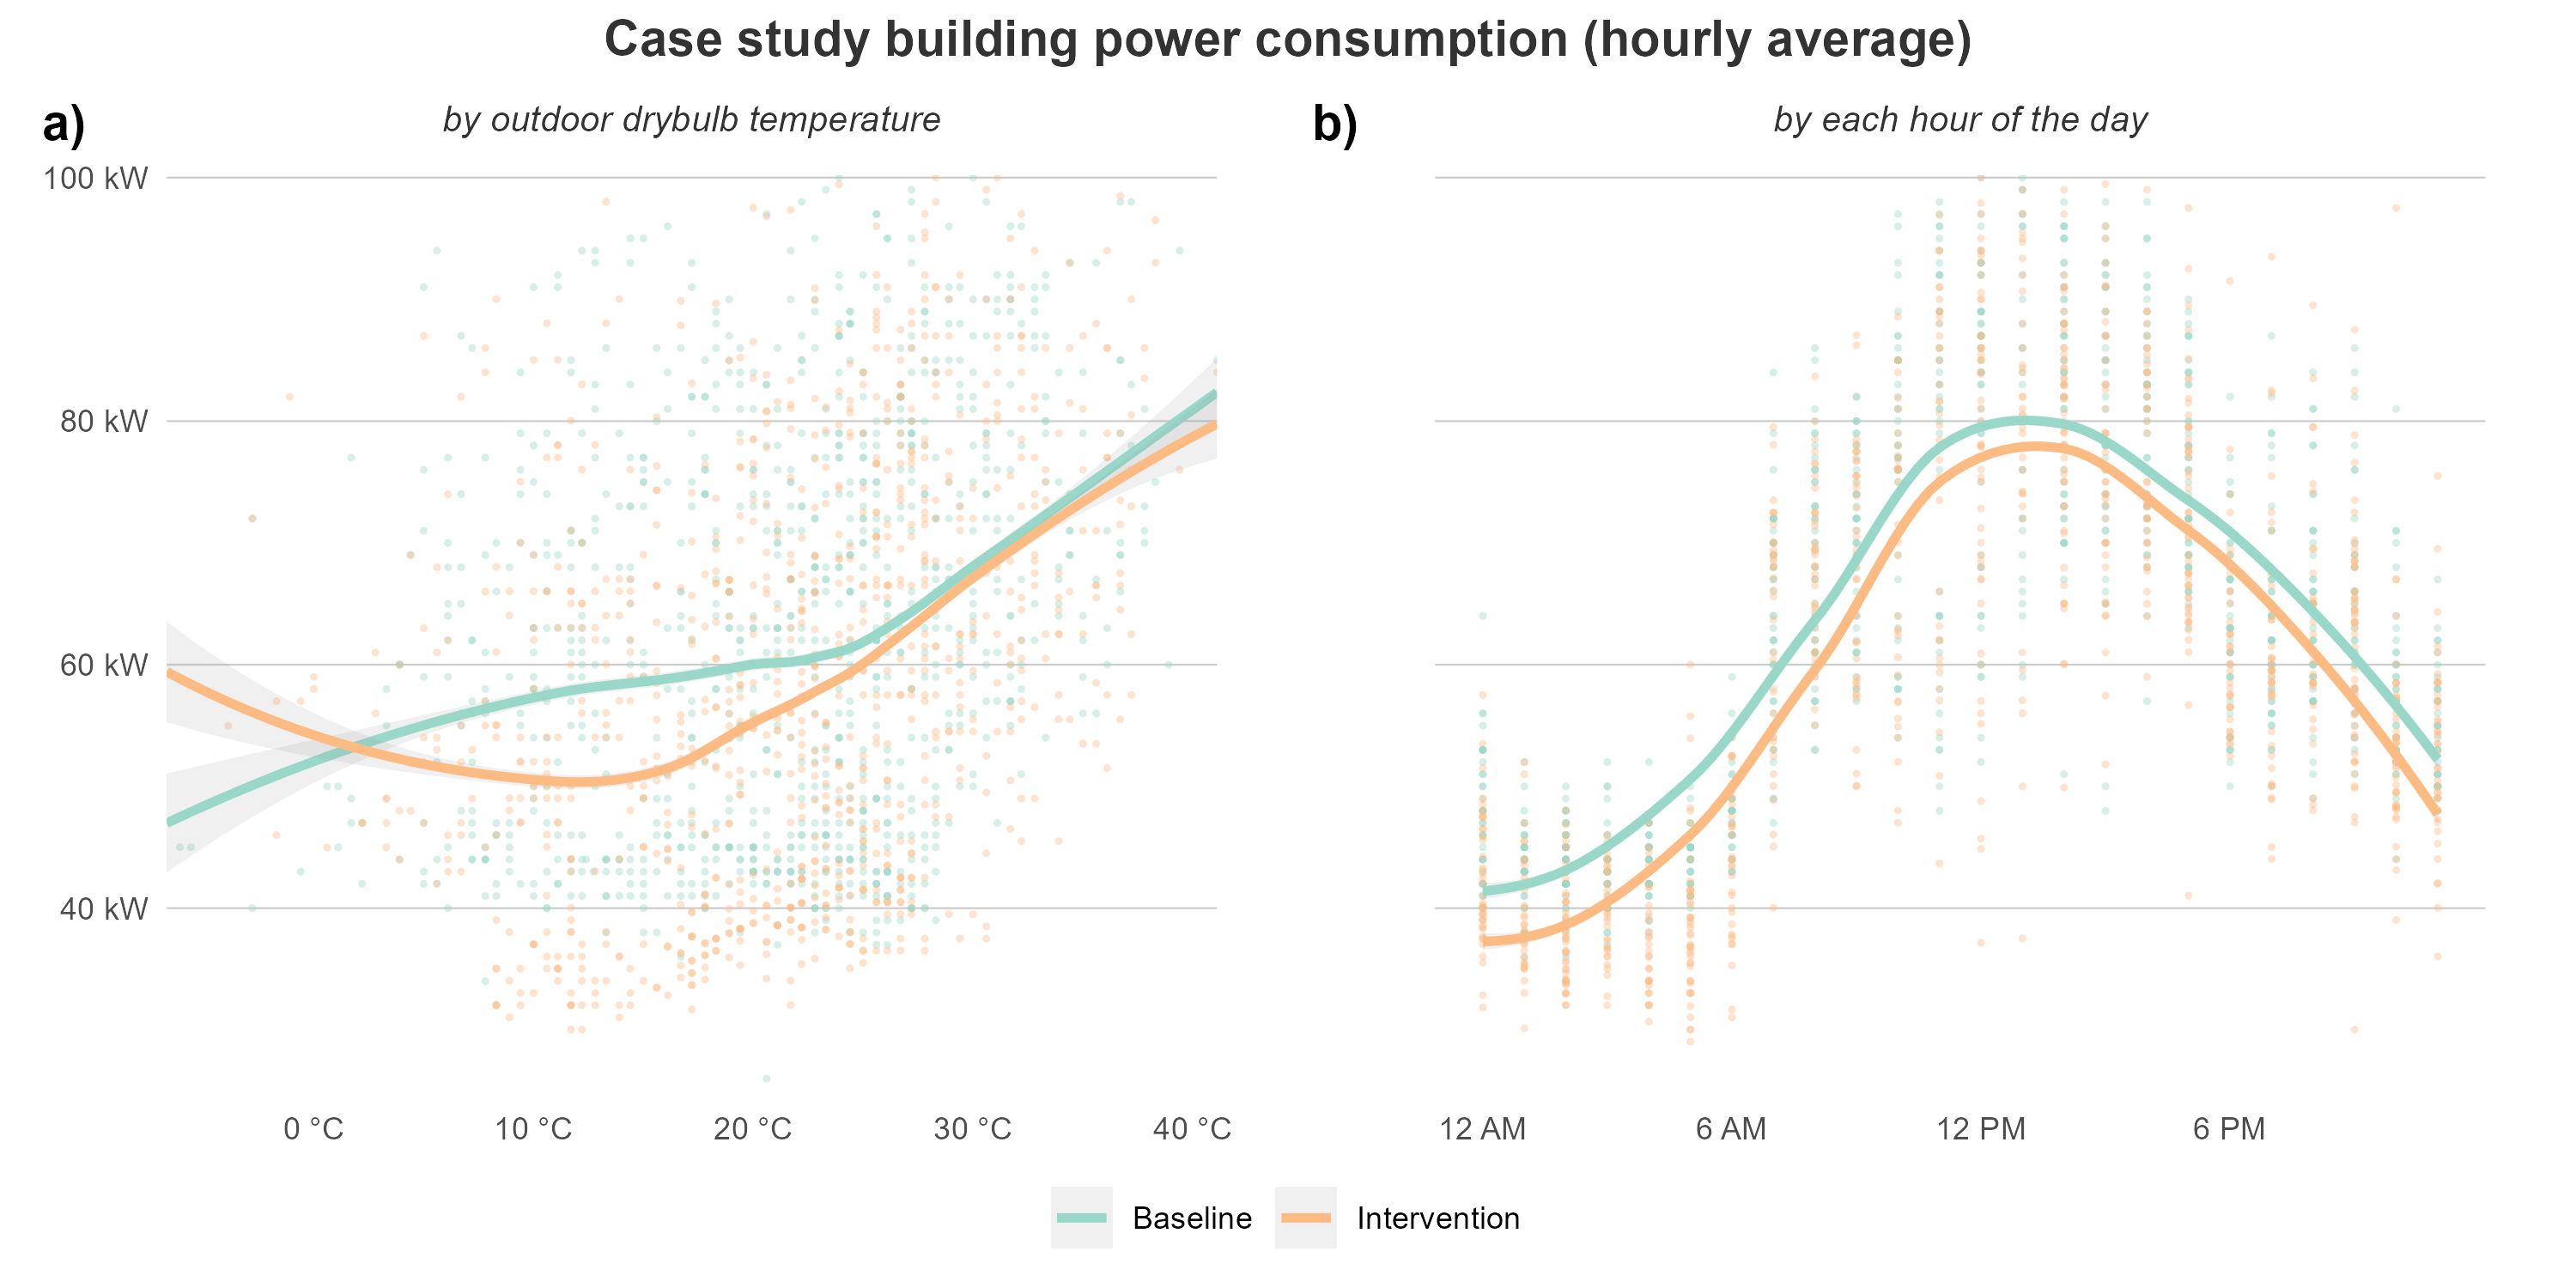 Case study building power consumption (hourly average)
a)
by outdoor drybulb temperature
100 kW
80 kW
60 kW
40 kW
0 °C 10 °C 20 °C 30 °C 40 °C
b)
by each hour of the day
12 AM 6 AM 12 PM 6 PM
Baseline Intervention